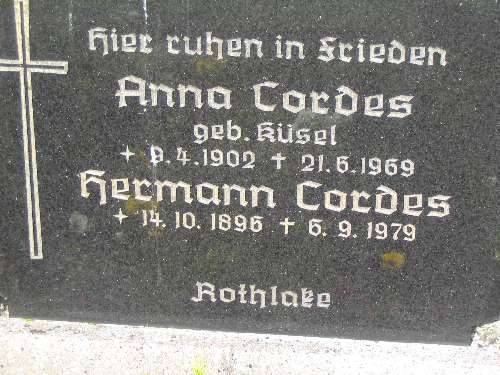 Hier ruhen in Frieden
Anna Cordes
geb. Küsel
+ 9.4.1902 † 21.6.1969
Hermann Cordes
+ 14.10.1896 † 6.9.1979
Rothlake